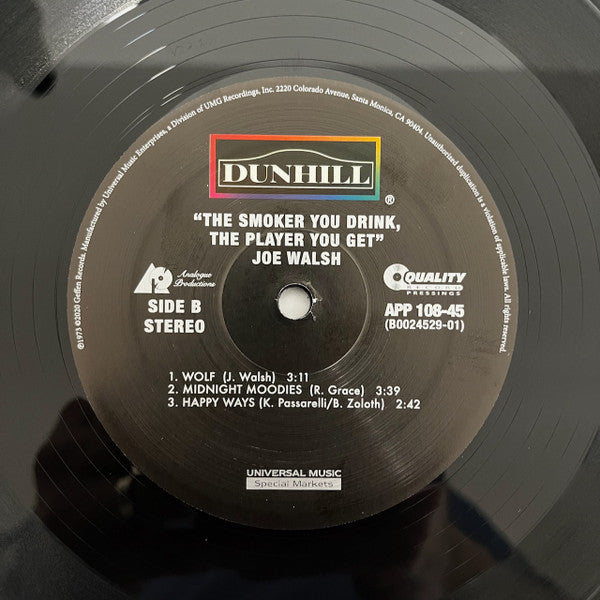 ℗1973 ©2020 Geffen Records. Manufactured by Universal Music Enterprises, a Division of UMG Recordings, Inc. 2220 Colorado Avenue, Santa Monica, CA 90404. Unauthorized duplication is a violation of applicable laws. All rights reserved.
DUNHILL
®
"THE SMOKER YOU DRINK,
THE PLAYER YOU GET"
JOE WALSH
AP Analogue
Productions
SIDE B
STEREO
QUALITY
RECORD
PRESSINGS
APP 108-45
(B0024529-01)
1. WOLF (J. Walsh) 3:11
2. MIDNIGHT MOODIES (R. Grace) 3:39
3. HAPPY WAYS (K. Passarelli/B. Zoloth) 2:42
UNIVERSAL MUSIC
Special Markets